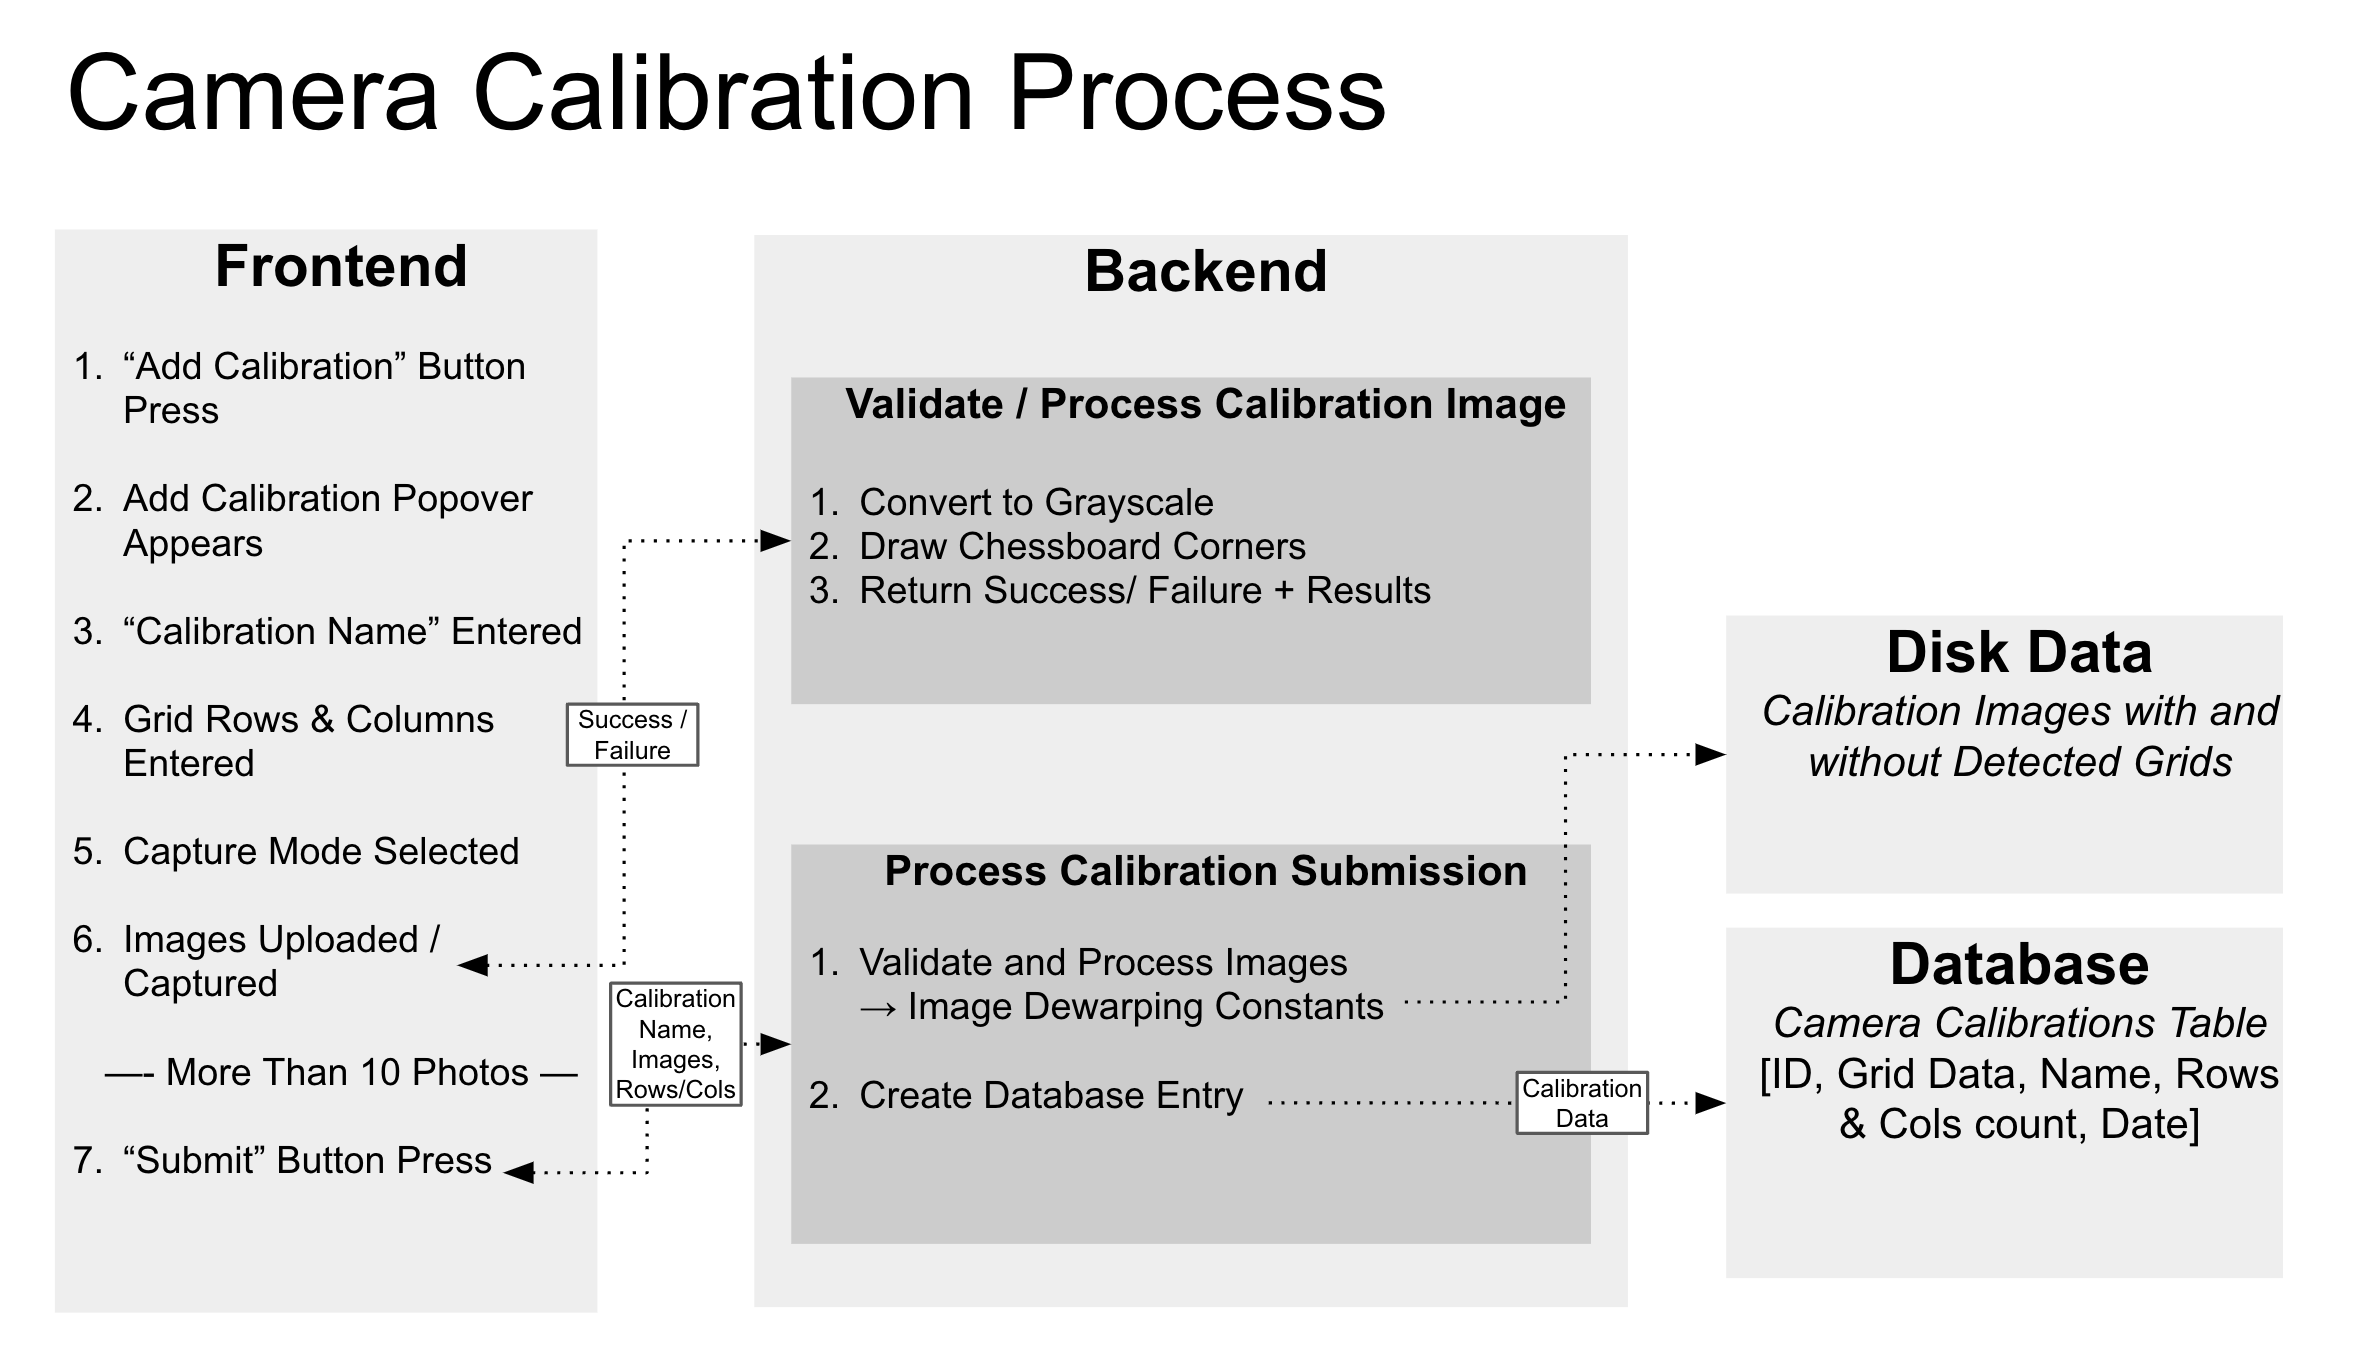 Camera Calibration Process
Frontend
1. “Add Calibration” Button
Press
2. Add Calibration Popover
Appears
3. “Calibration Name” Entered
4. Grid Rows & Columns
Entered
5. Capture Mode Selected
6. Images Uploaded /
Captured
—- More Than 10 Photos —
7. “Submit” Button Press
Success /
Failure
Calibration
Name,
Images,
Rows/Cols
Backend
Validate / Process Calibration Image
1. Convert to Grayscale
2. Draw Chessboard Corners
3. Return Success/ Failure + Results
Process Calibration Submission
1. Validate and Process Images
→ Image Dewarping Constants
2. Create Database Entry
Calibration
Data
Disk Data
Calibration Images with and
without Detected Grids
Database
Camera Calibrations Table
[ID, Grid Data, Name, Rows
& Cols count, Date]